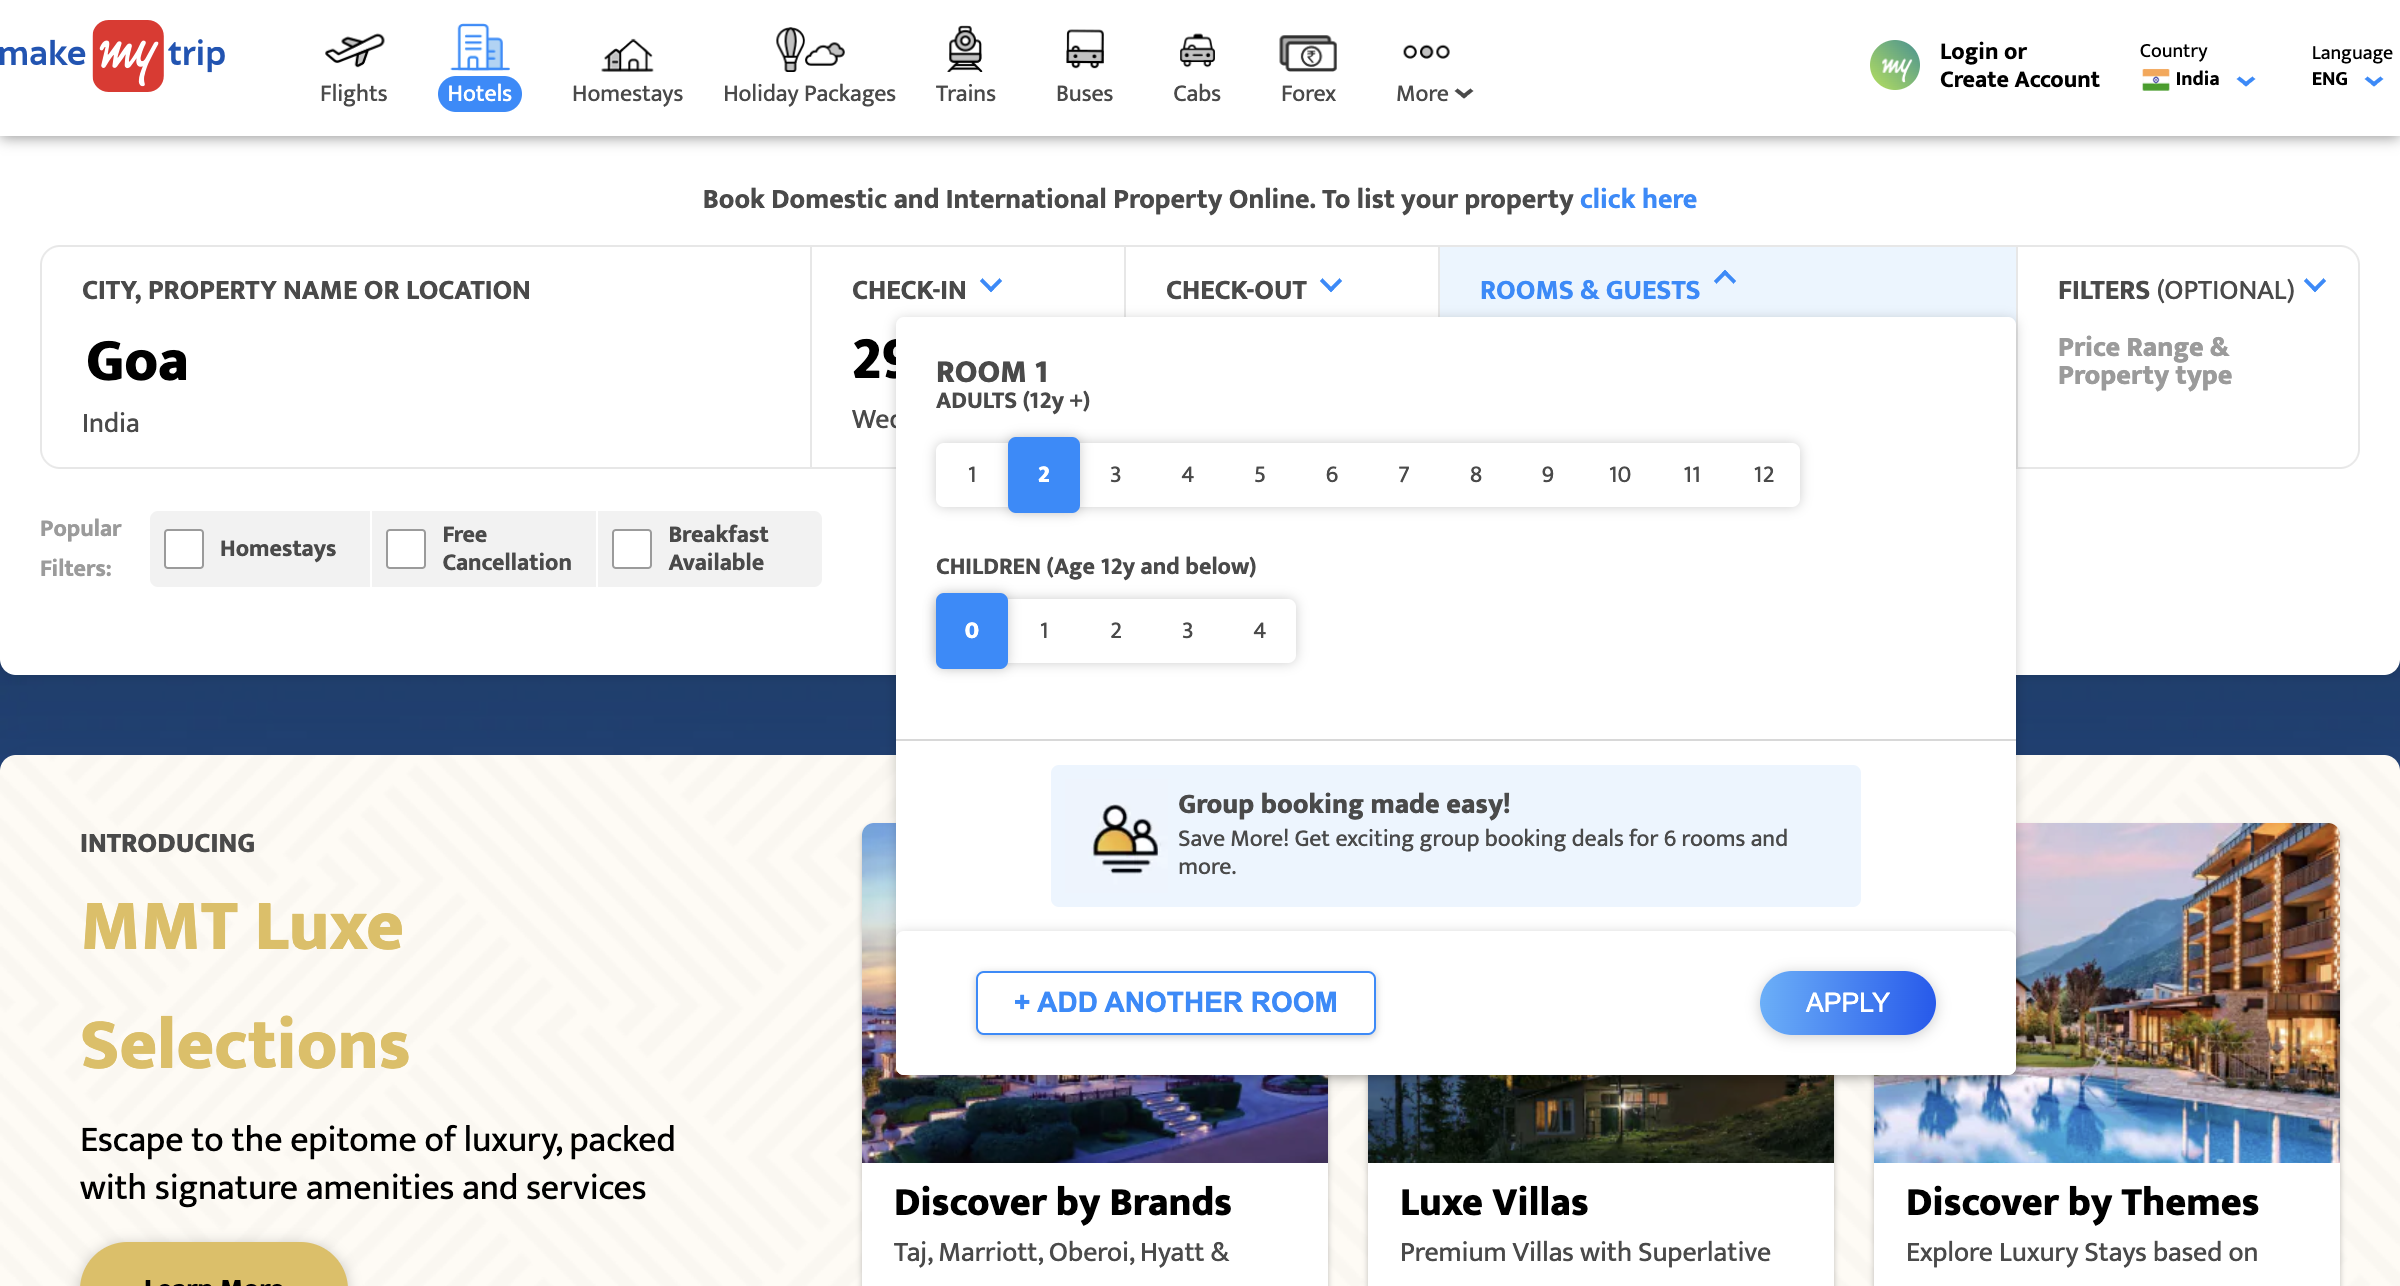 make my trip
Flights
Hotels
Homestays
Holiday Packages
Trains
Buses
Cabs
Forex
More
my
Login or
Create Account
Country
India
Language
ENG
Book Domestic and International Property Online. To list your property click here
CITY, PROPERTY NAME OR LOCATION
Goa
India
CHECK-IN
CHECK-OUT
ROOMS & GUESTS
FILTERS (OPTIONAL)
Price Range &
Property type
ROOM 1
ADULTS (12y +)
1 2 3 4 5 6 7 8 9 10 11 12
CHILDREN (Age 12y and below)
0 1 2 3 4
Popular
Filters:
Homestays
Free
Cancellation
Breakfast
Available
Group booking made easy!
Save More! Get exciting group booking deals for 6 rooms and
more.
+ ADD ANOTHER ROOM
APPLY
INTRODUCING
MMT Luxe
Selections
Escape to the epitome of luxury, packed
with signature amenities and services
Learn More
Discover by Brands
Taj, Marriott, Oberoi, Hyatt &
Luxe Villas
Premium Villas with Superlative
Discover by Themes
Explore Luxury Stays based on